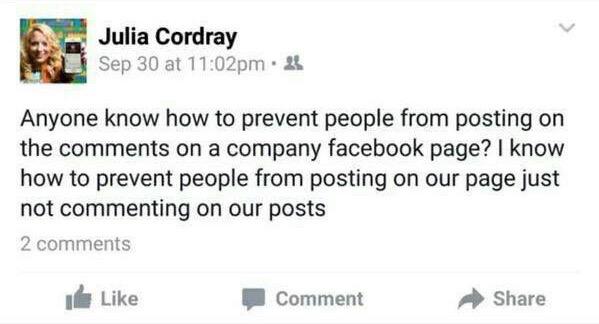 Julia Cordray
Sep 30 at 11:02pm •
Anyone know how to prevent people from posting on
the comments on a company facebook page? I know
how to prevent people from posting on our page just
not commenting on our posts
2 comments
Like Comment Share